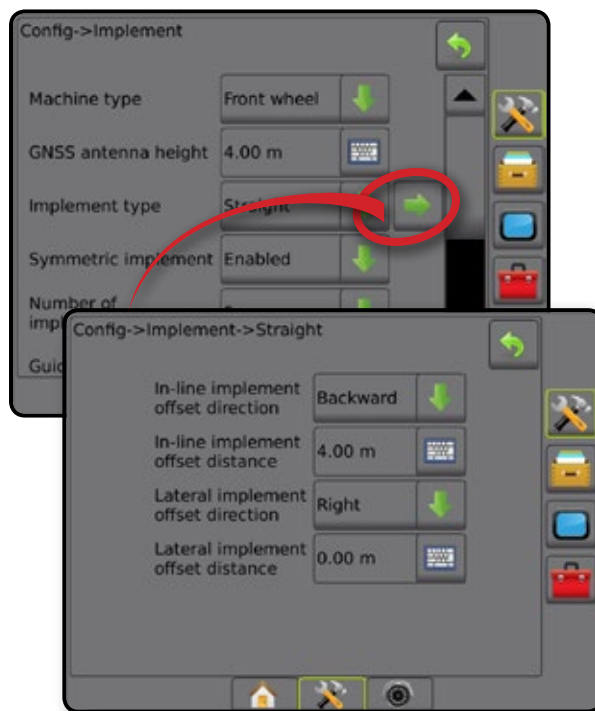 Config->Implement
Machine type Front wheel
GNSS antenna height 4.00 m
Implement type Straight
Symmetric implement Enabled
Number of
Config->Implement->Straight
In-line implement
offset direction Backward
In-line implement
offset distance 4.00 m
Lateral implement
offset direction Right
Lateral implement
offset distance 0.00 m